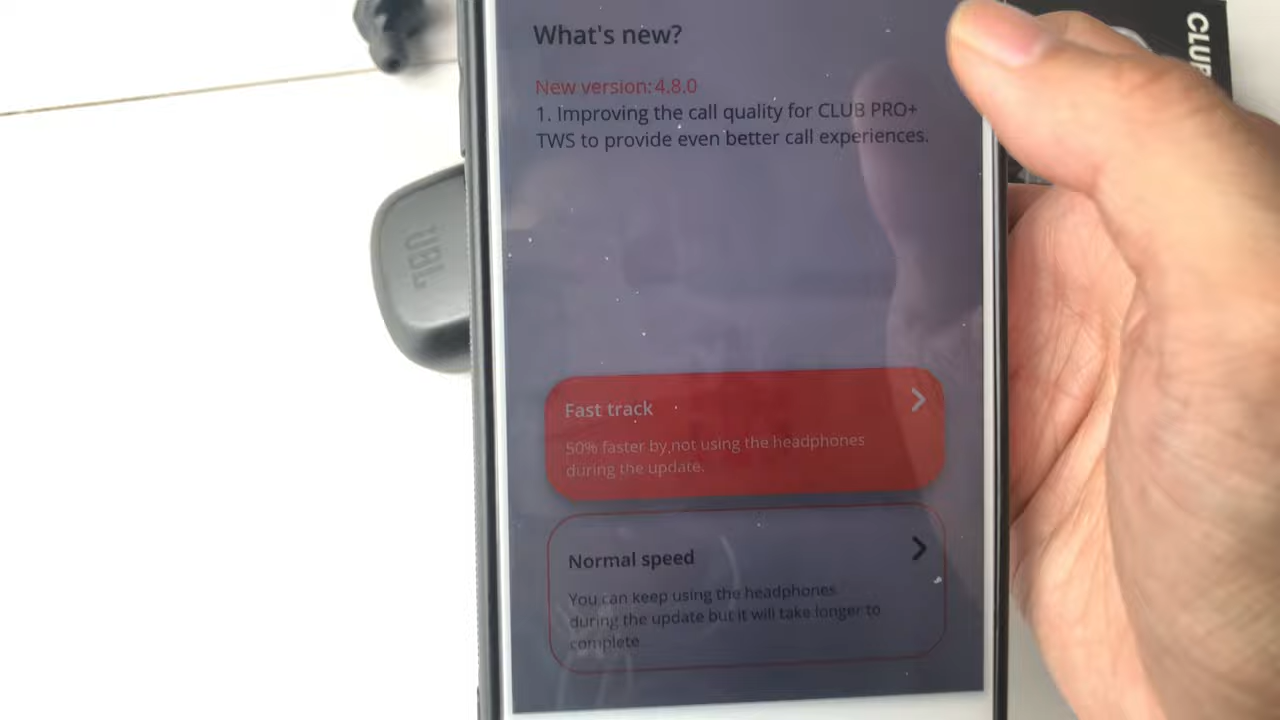 What's new?
New version: 4.8.0
1. Improving the call quality for CLUB PRO+
TWS to provide even better call experiences.
Fast track
50% faster by not using the headphones
during the update.
Normal speed
You can keep using the headphones
during the update but it will take longer to
complete
JBL